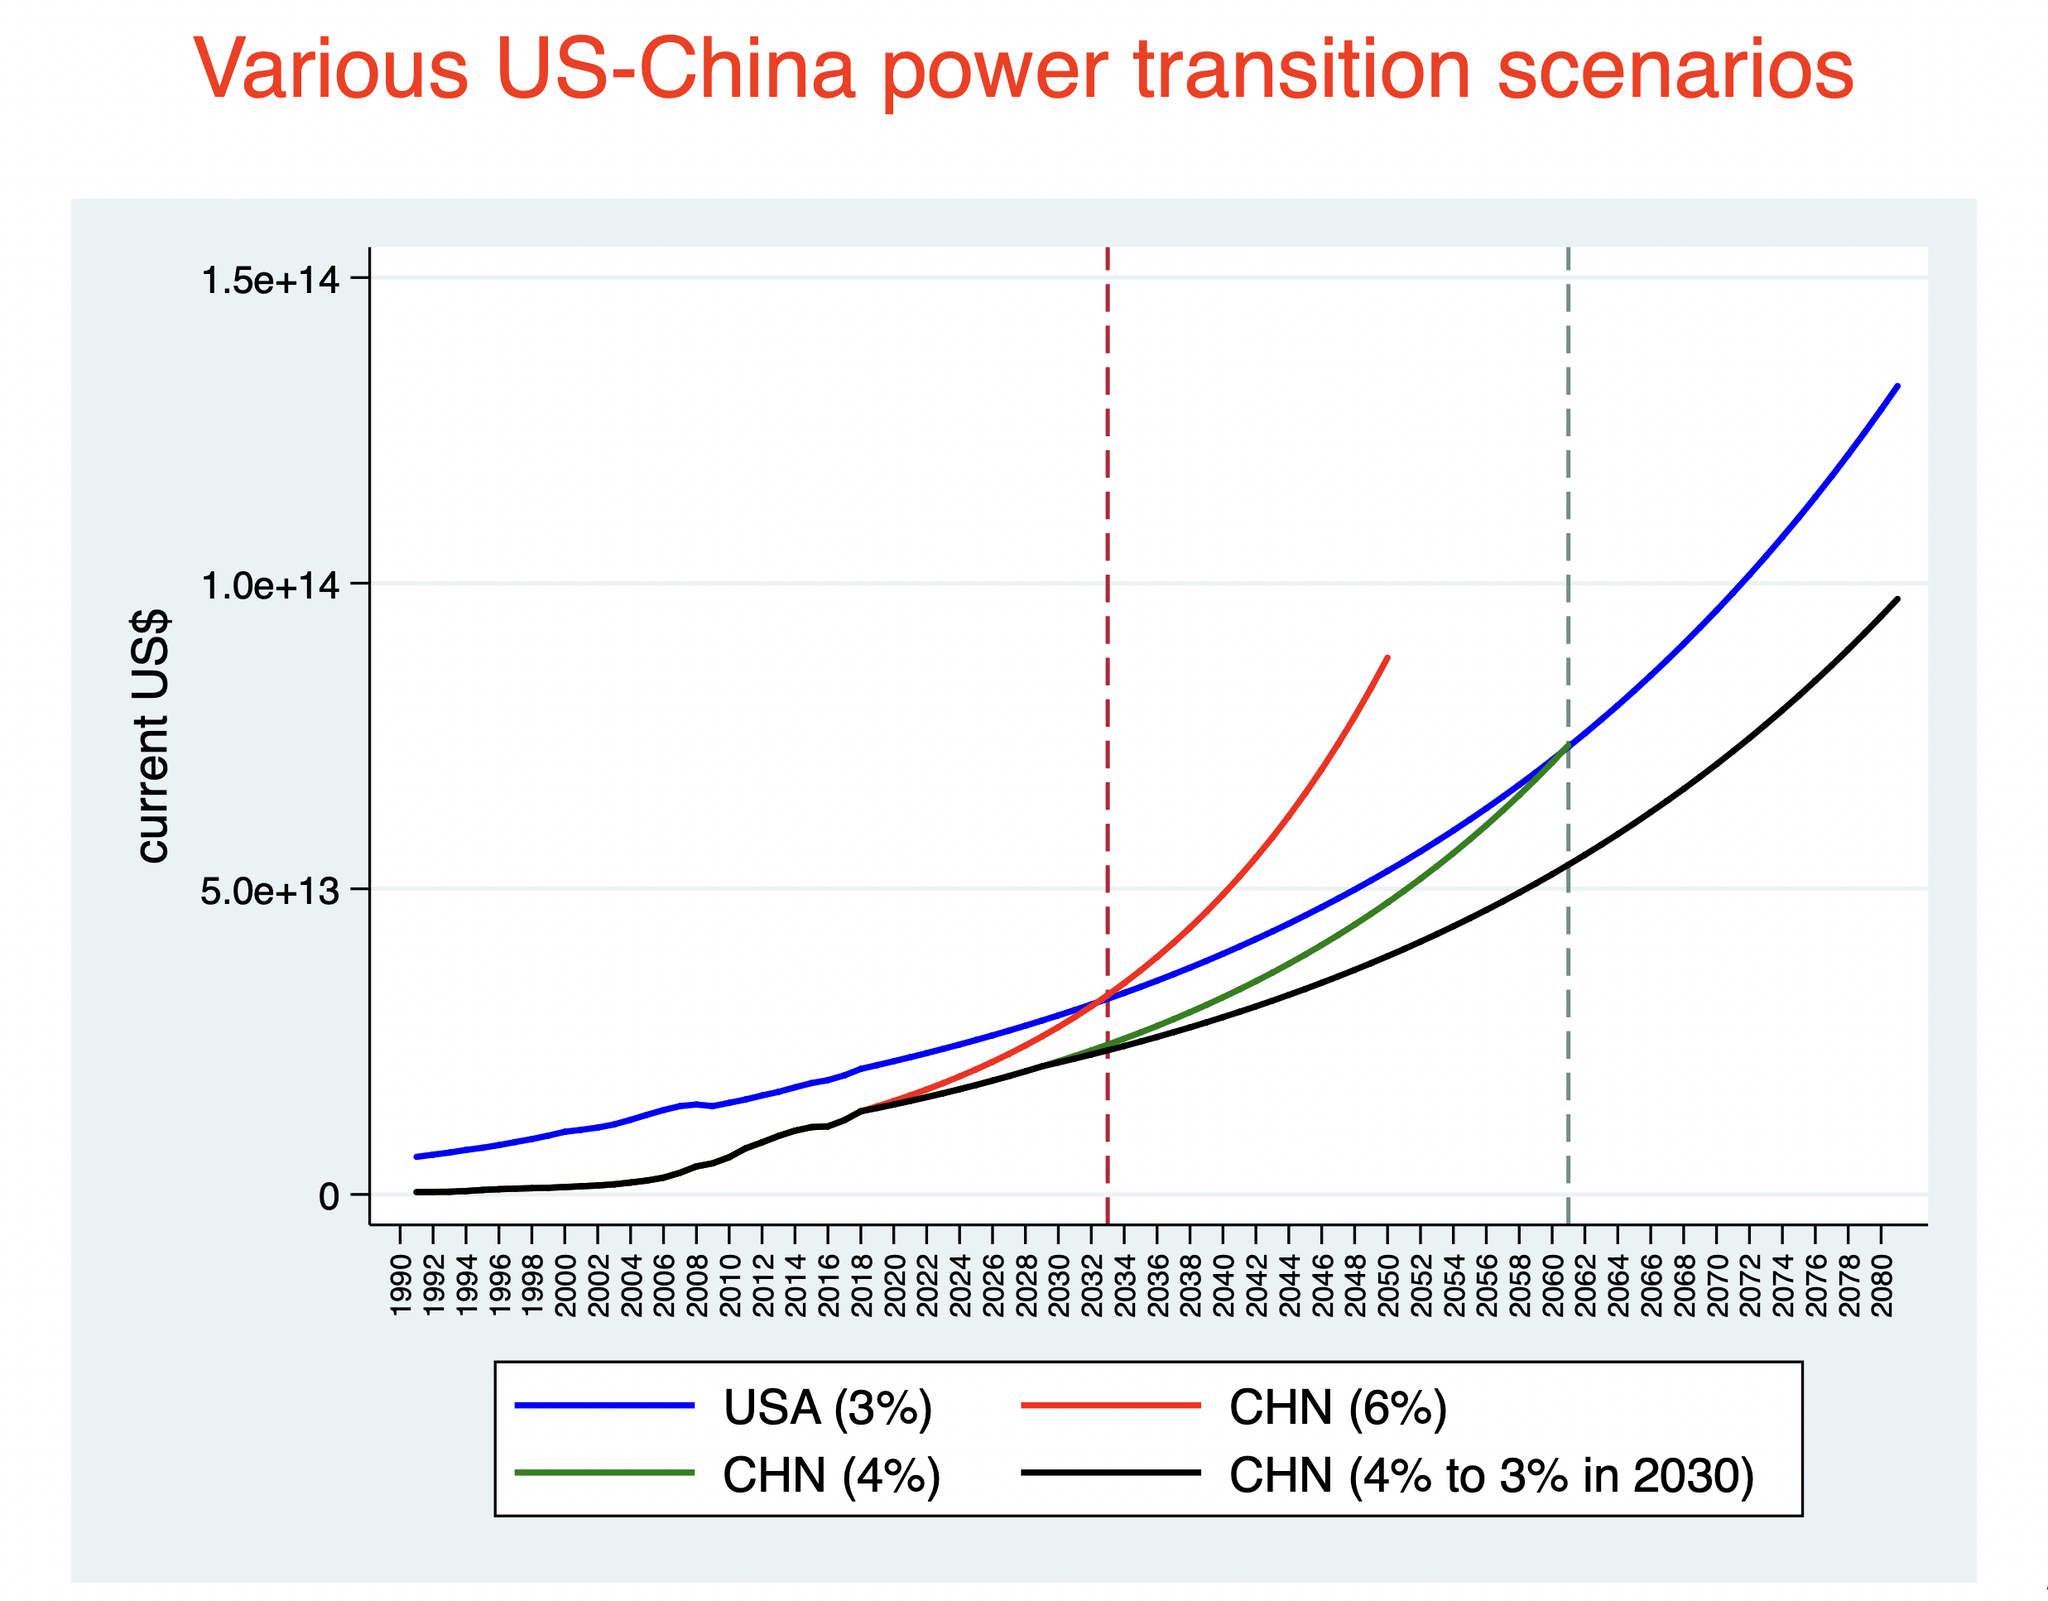 Various US-China power transition scenarios
current US$
1.5e+14
1.0e+14
5.0e+13
0
1990 1992 1994 1996 1998 2000 2002 2004 2006 2008 2010 2012 2014 2016 2018 2020 2022 2024 2026 2028 2030 2032 2034 2036 2038 2040 2042 2044 2046 2048 2050 2052 2054 2056 2058 2060 2062 2064 2066 2068 2070 2072 2074 2076 2078 2080
USA (3%) CHN (6%)
CHN (4%) CHN (4% to 3% in 2030)